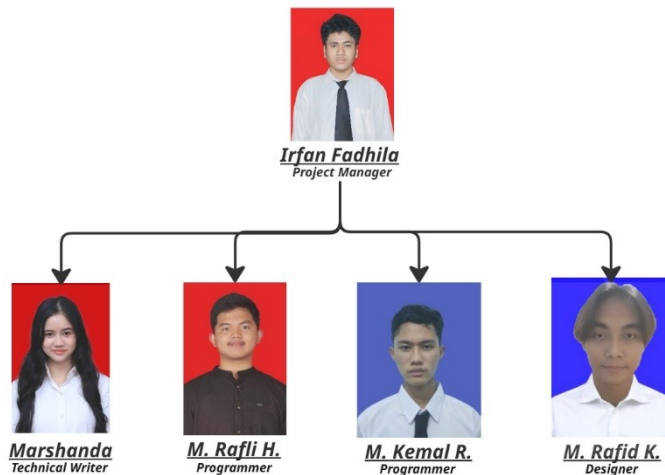 Irfan Fadhila
Project Manager
Marshanda
Technical Writer
M. Rafli H.
Programmer
M. Kemal R.
Programmer
M. Rafid K.
Designer